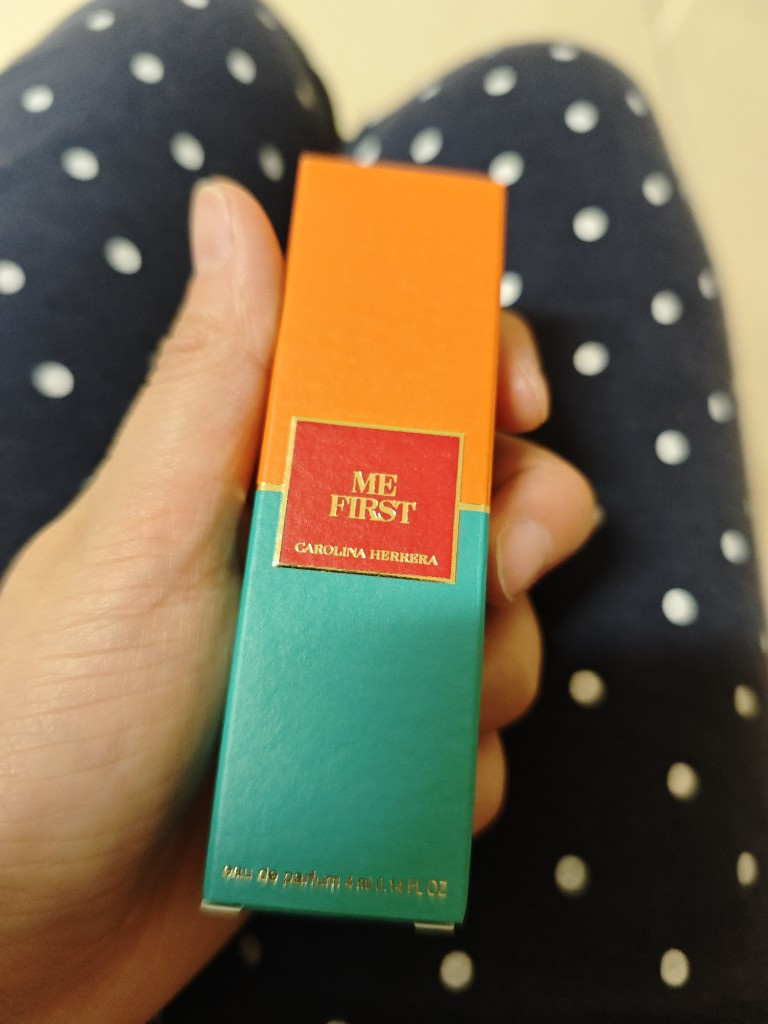 ME
FIRST
CAROLINA HERRERA
eau de parfum 4 ml 0.14 FL OZ